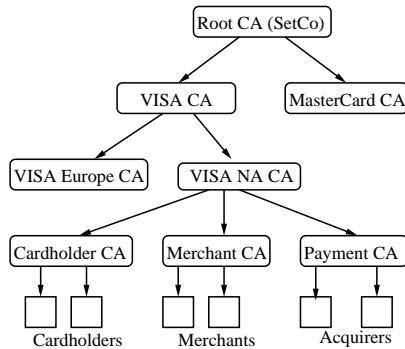 Root CA (SetCo)
VISA CA
MasterCard CA
VISA Europe CA
VISA NA CA
Cardholder CA
Merchant CA
Payment CA
Cardholders
Merchants
Acquirers